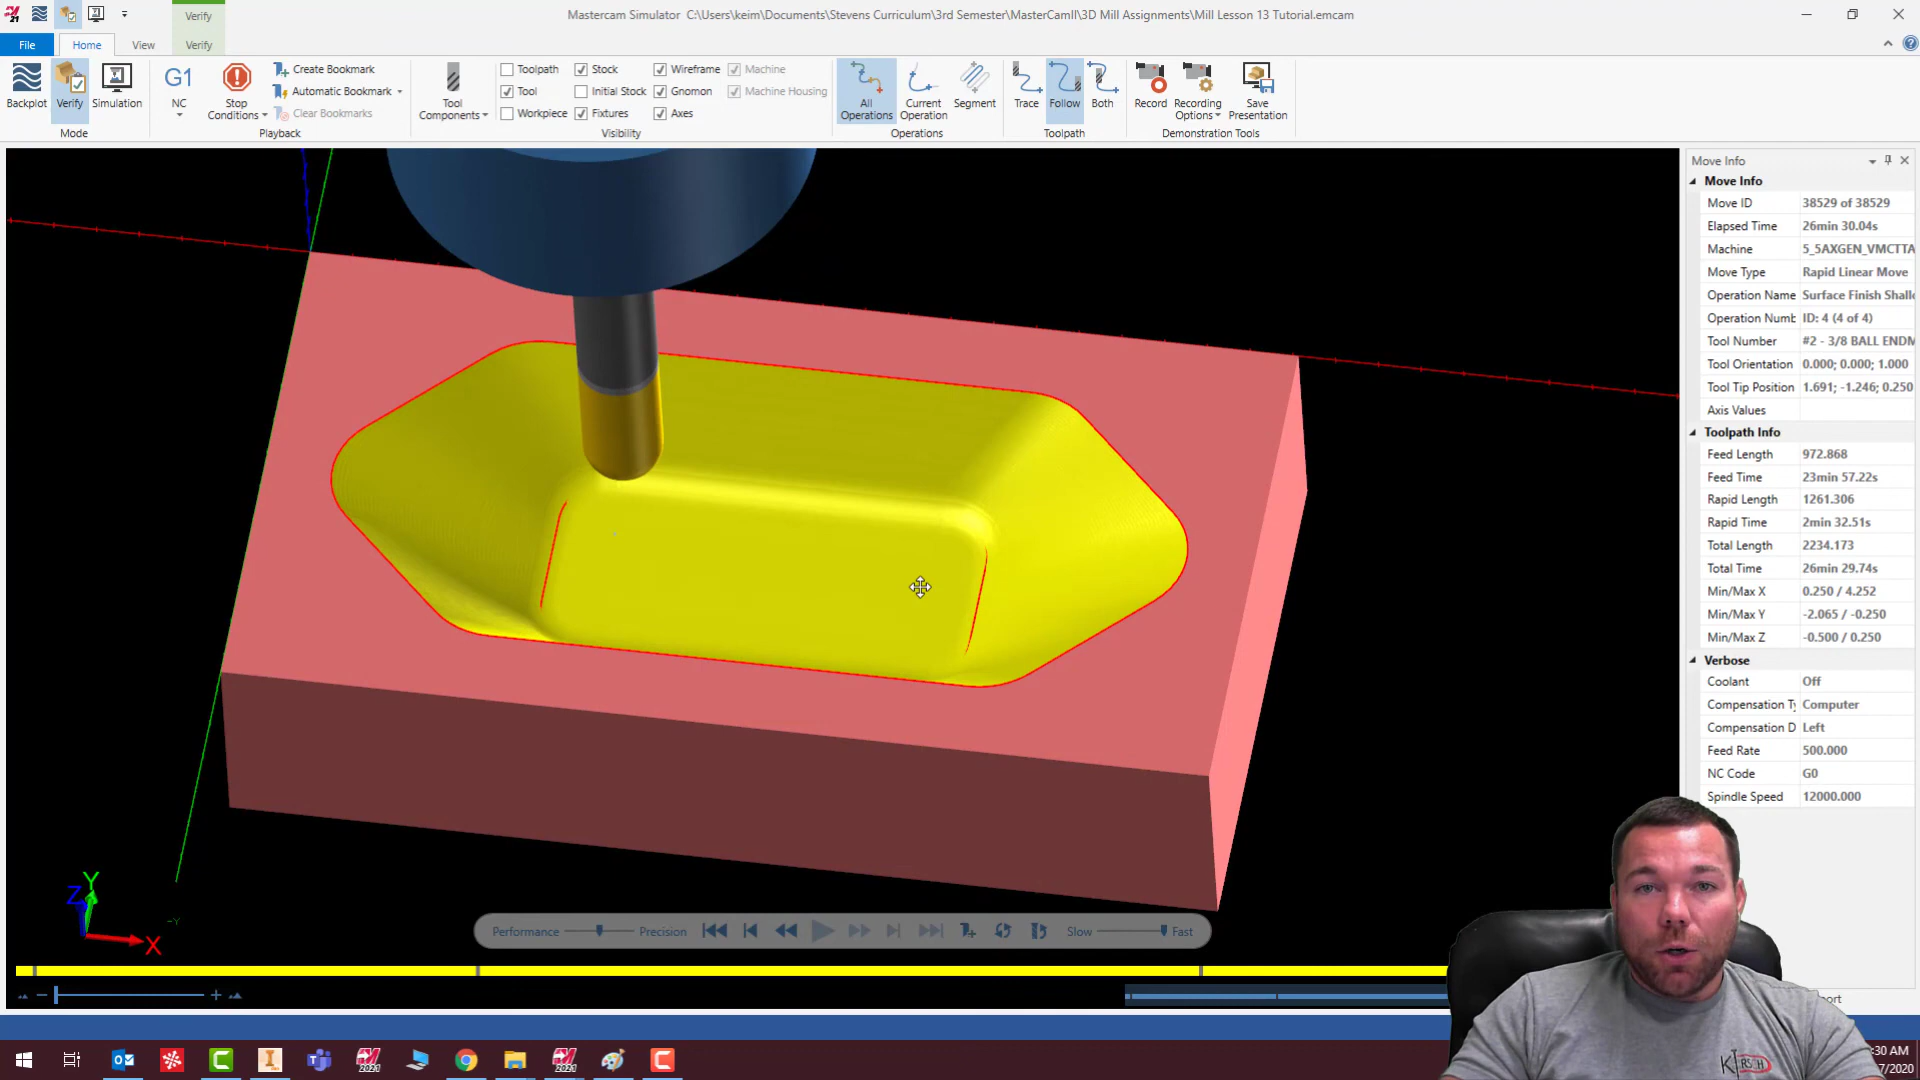 Verify
Mastercam Simulator C:\Users\keim\Documents\Stevens Curriculum\3rd Semester\MasterCamII\3D Mill Assignments\Mill Lesson 13 Tutorial.emcam
File Home View Verify
Backplot Verify Simulation
Mode
G1
NC
Stop Conditions
Create Bookmark
Automatic Bookmark
Clear Bookmarks
Playback
Tool Components
Toolpath Stock Wireframe Machine
Tool Initial Stock Gnomon Machine Housing
Workpiece Fixtures Axes
Visibility
All Operations
Current Operation
Segment
Operations
Trace Follow Both
Toolpath
Record
Recording Options
Save Presentation
Demonstration Tools
Move Info
Move Info
Move ID 38529 of 38529
Elapsed Time 26min 30.04s
Machine 5_5AXGEN_VMCTTA
Move Type Rapid Linear Move
Operation Name Surface Finish Shallo
Operation Numb ID: 4 (4 of 4)
Tool Number #2 - 3/8 BALL ENDM
Tool Orientation 0.000; 0.000; 1.000
Tool Tip Position 1.691; -1.246; 0.250
Axis Values
Toolpath Info
Feed Length 972.868
Feed Time 23min 57.22s
Rapid Length 1261.306
Rapid Time 2min 32.51s
Total Length 2234.173
Total Time 26min 29.74s
Min/Max X 0.250 / 4.252
Min/Max Y -2.065 / -0.250
Min/Max Z -0.500 / 0.250
Verbose
Coolant Off
Compensation Ty Computer
Compensation D Left
Feed Rate 500.000
NC Code G0
Spindle Speed 12000.000
Z Y X
-Y
Performance Precision Slow Fast
ort
2021 2021
:30 AM
7/2020